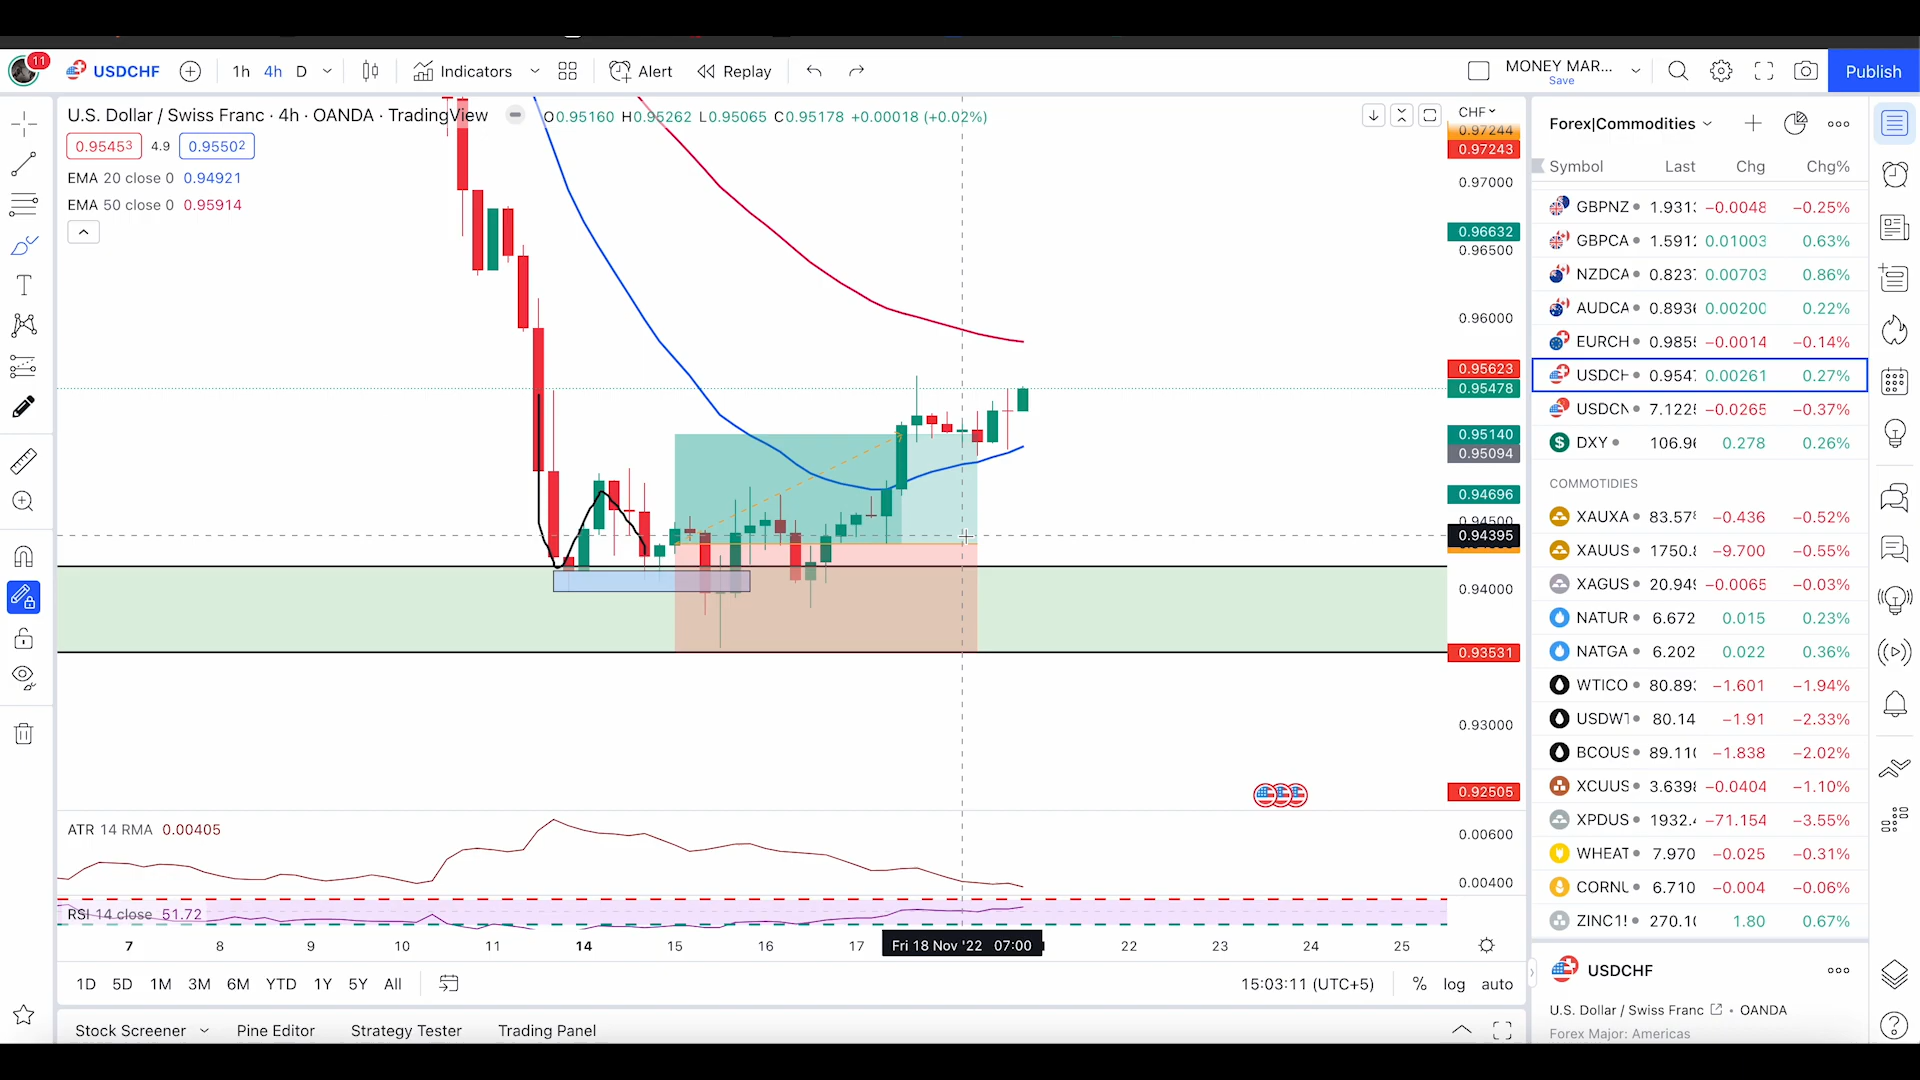 11
USDCHF
1h 4h D
Indicators
Alert
Replay
MONEY MAR...
Save
Publish
U.S. Dollar / Swiss Franc · 4h · OANDA · TradingView
O0.95160 H0.95262 L0.95065 C0.95178 +0.00018 (+0.02%)
0.95453 4.9 0.95502
EMA 20 close 0 0.94921
EMA 50 close 0 0.95914
CHF
0.97244
0.97243
0.97000
0.96632
0.96500
0.96000
0.95623
0.95478
0.95140
0.95094
0.94696
0.94500
0.94395
0.94000
0.93531
0.93000
0.92505
ATR 14 RMA 0.00405
0.00600
0.00400
RSI 14 close 51.72
7 8 9 10 11 14 15 16 17 Fri 18 Nov '22 07:00 22 23 24 25
1D 5D 1M 3M 6M YTD 1Y 5Y All
15:03:11 (UTC+5) % log auto
Stock Screener Pine Editor Strategy Tester Trading Panel
Forex|Commodities
Symbol Last Chg Chg%
GBPNZ 1.931 −0.0048 −0.25%
GBPCA 1.591 0.01003 0.63%
NZDCA 0.823 0.00703 0.86%
AUDCA 0.893 0.00200 0.22%
EURCH 0.985 −0.0014 −0.14%
USDCH 0.954 0.00261 0.27%
USDCN 7.122 −0.0265 −0.37%
DXY 106.96 0.278 0.26%
COMMODITIES
XAUXA 83.57 −0.436 −0.52%
XAUUS 1750. −9.700 −0.55%
XAGUS 20.94 −0.0065 −0.03%
NATUR 6.672 0.015 0.23%
NATGA 6.202 0.022 0.36%
WTICO 80.89 −1.601 −1.94%
USDWT 80.14 −1.91 −2.33%
BCOUS 89.11 −1.838 −2.02%
XCUUS 3.639 −0.0404 −1.10%
XPDUS 1932. −71.154 −3.55%
WHEAT 7.970 −0.025 −0.31%
CORNU 6.710 −0.004 −0.06%
ZINC1! 270.10 1.80 0.67%
USDCHF
U.S. Dollar / Swiss Franc • OANDA
Forex Major: Americas